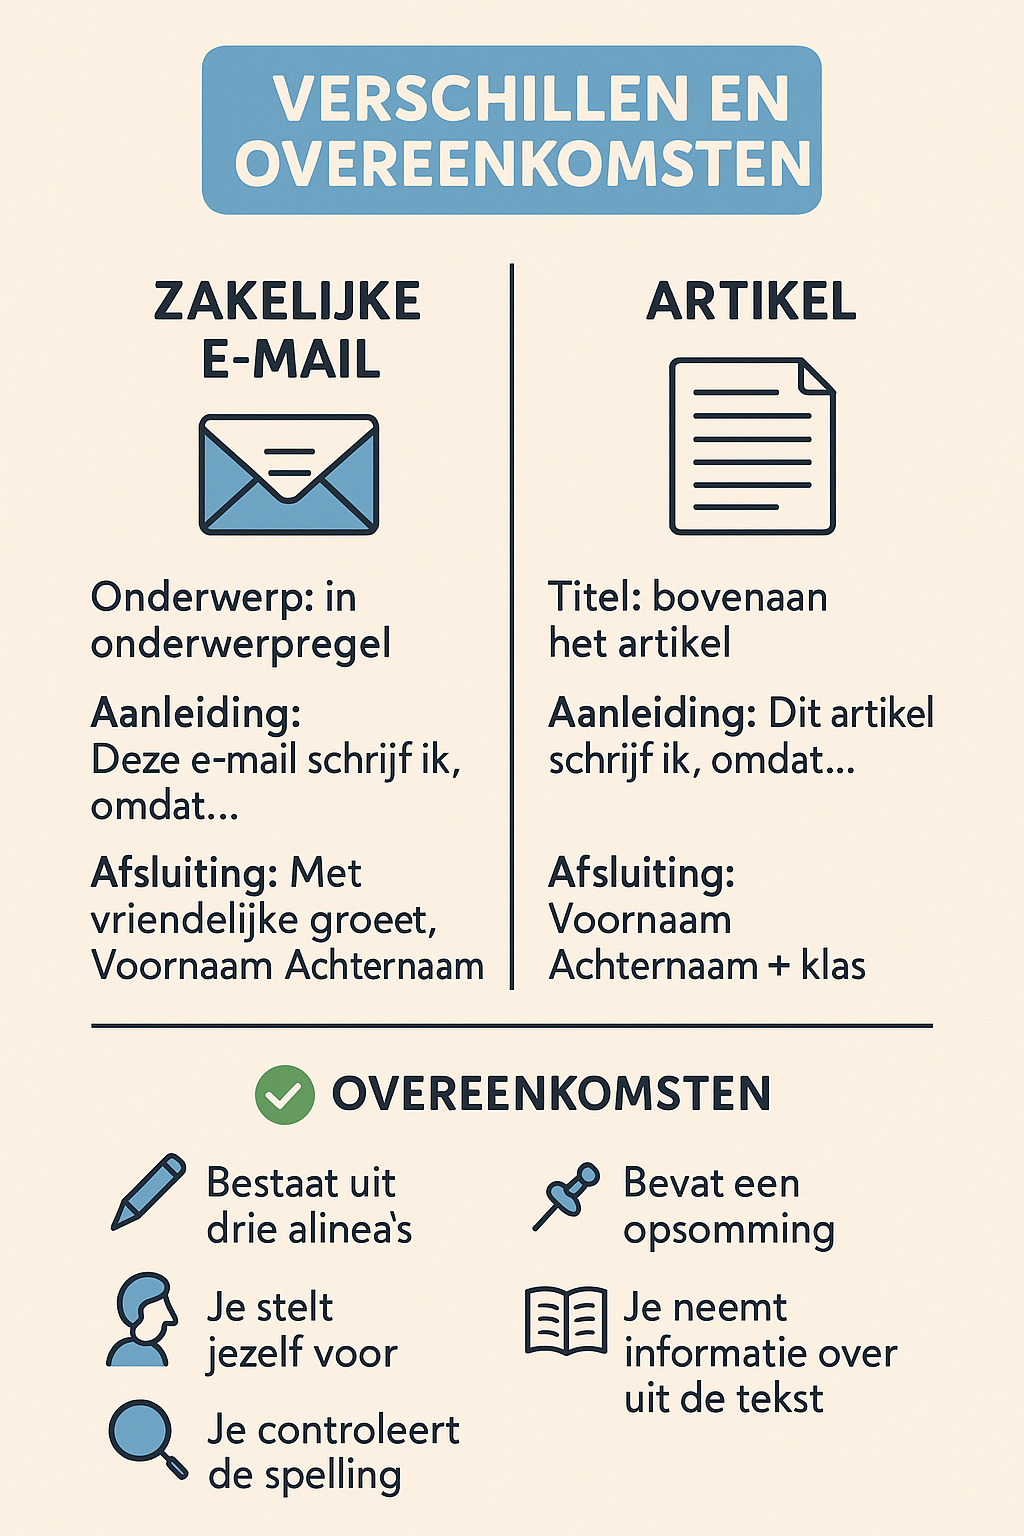 VERSCHILLEN EN
OVEREENKOMSTEN
ZAKELIJKE
E-MAIL
Onderwerp: in
onderwerpregel
Aanleiding:
Deze e-mail schrijf ik,
omdat...
Afsluiting: Met
vriendelijke groeet,
Voornaam Achternaam
ARTIKEL
Titel: bovenaan
het artikel
Aanleiding: Dit artikel
schrijf ik, omdat...
Afsluiting:
Voornaam
Achternaam + klas
OVEREENKOMSTEN
Bestaat uit
drie alinea‘s
Je stelt
jezelf voor
Je controleert
de spelling
Bevat een
opsomming
Je neemt
informatie over
uit de tekst